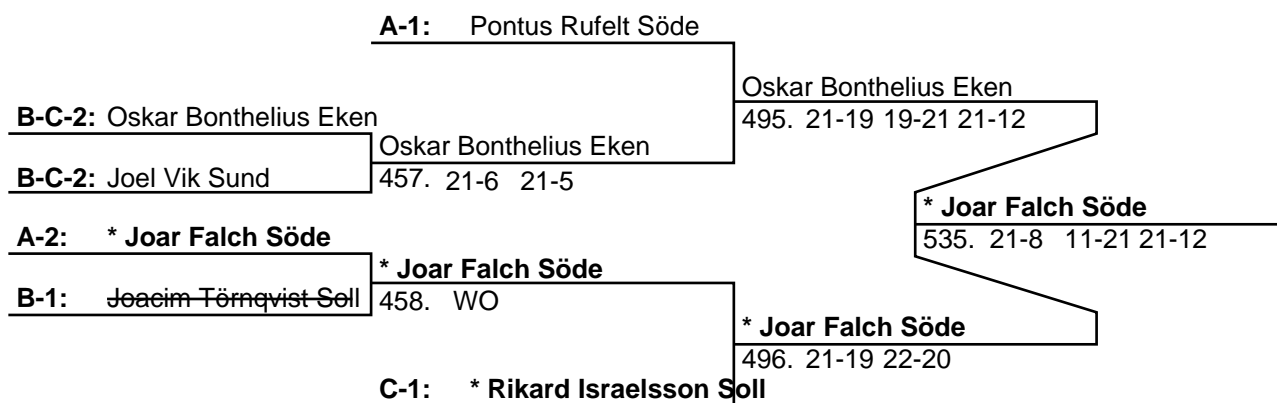 A-1: Pontus Rufelt Söde
Oskar Bonthelius Eken
B-C-2: Oskar Bonthelius Eken
495. 21-19 19-21 21-12
Oskar Bonthelius Eken
B-C-2: Joel Vik Sund
457. 21-6 21-5
* Joar Falch Söde
A-2: * Joar Falch Söde
535. 21-8 11-21 21-12
* Joar Falch Söde
B-1: Joacim Törnqvist Soll
458. WO
* Joar Falch Söde
496. 21-19 22-20
C-1: * Rikard Israelsson Soll